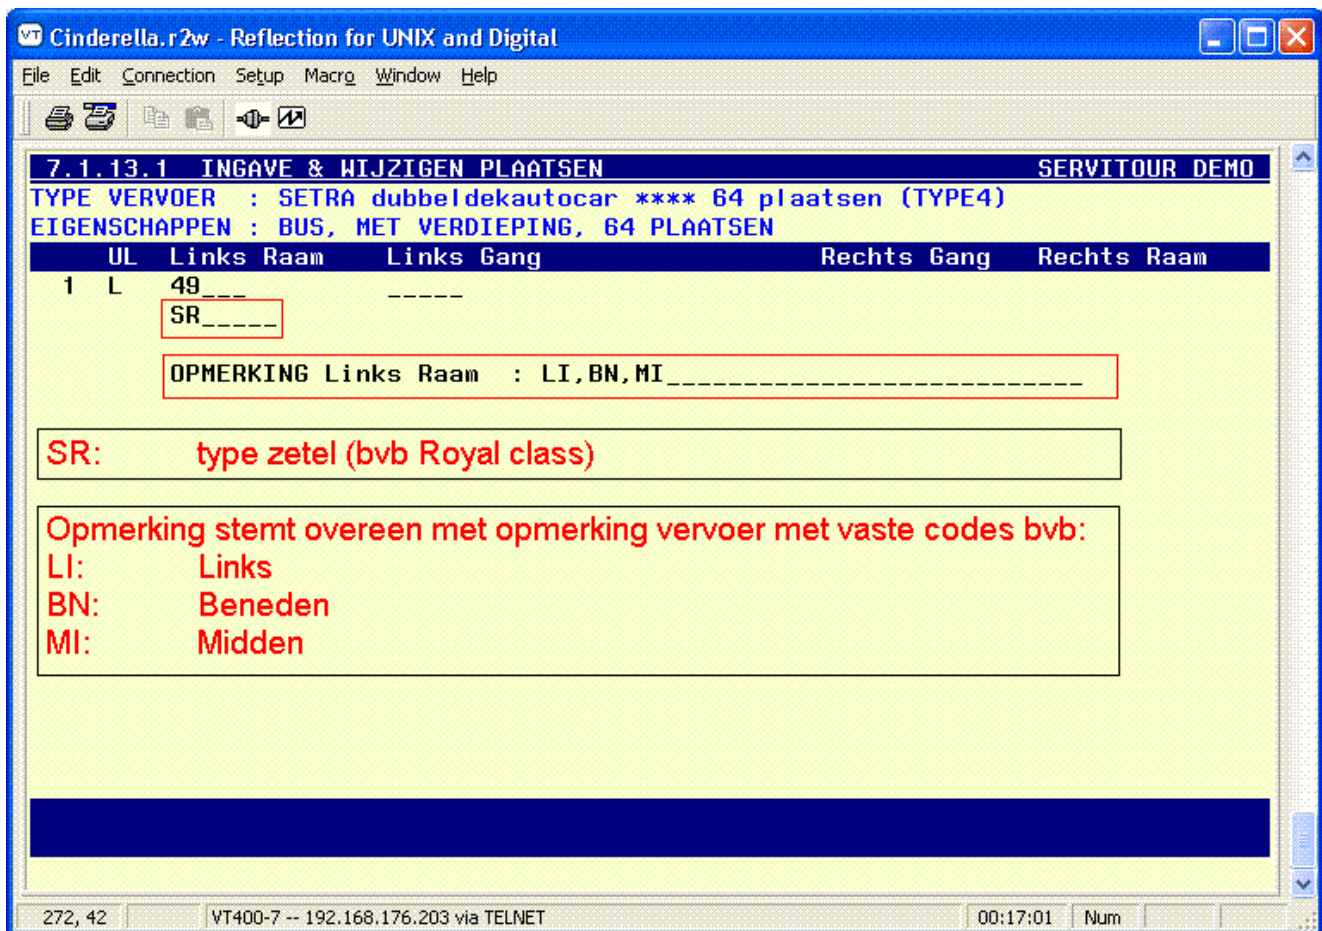 Cinderella.r2w - Reflection for UNIX and Digital
File Edit Connection Setup Macro Window Help
7.1.13.1 INGAVE & WIJZIGEN PLAATSEN SERVITOUR DEMO
TYPE VERVOER : SETRA dubbeldekautocar **** 64 plaatsen (TYPE4)
EIGENSCHAPPEN : BUS, MET VERDIEPING, 64 PLAATSEN
UL Links Raam Links Gang Rechts Gang Rechts Raam
1 L 49___ _____
SR_____
OPMERKING Links Raam : LI,BN,MI___________________________
SR: type zetel (bvb Royal class)
Opmerking stemt overeen met opmerking vervoer met vaste codes bvb:
LI: Links
BN: Beneden
MI: Midden
272, 42 VT400-7 -- 192.168.176.203 via TELNET 00:17:01 Num